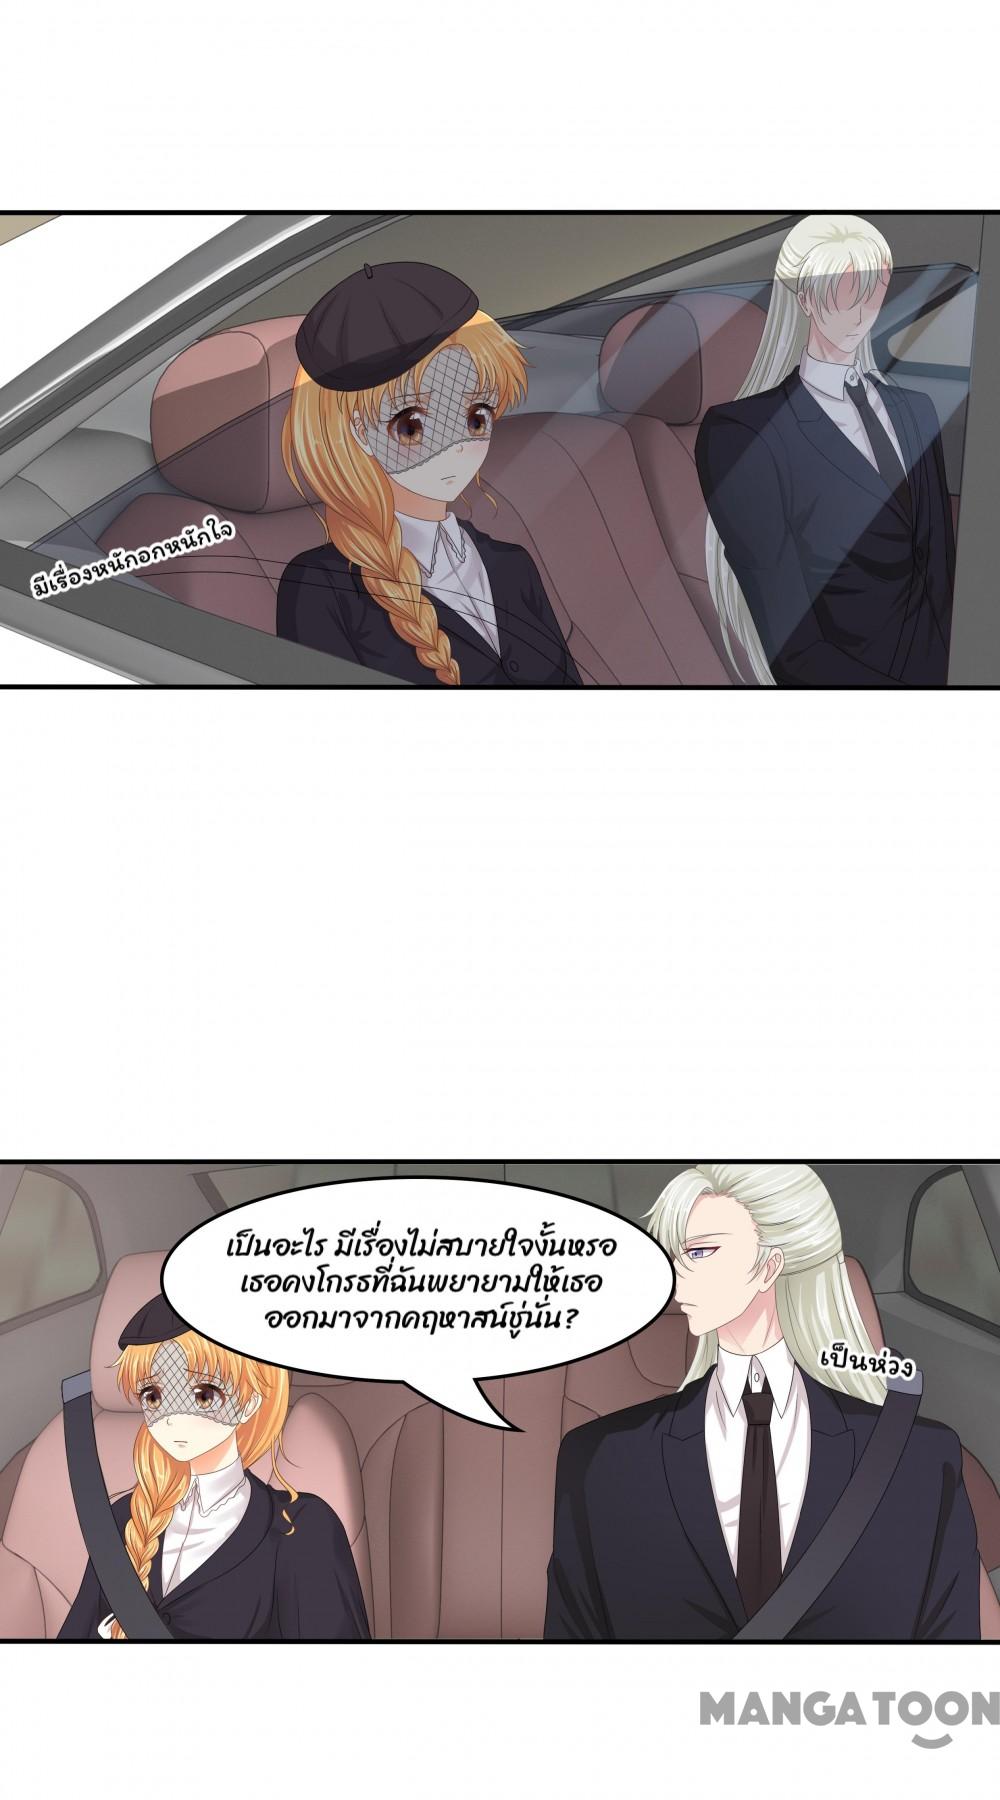 มีเรื่องหนักอกหนักใจ
เป็นอะไร มีเรื่องไม่สบายใจงั้นหรอ
เธอคงโกรธที่ฉันพยายามให้เธอ
ออกมาจากคฤหาสน์ชู่นั่น?
เป็นห่วง
MANGATOON